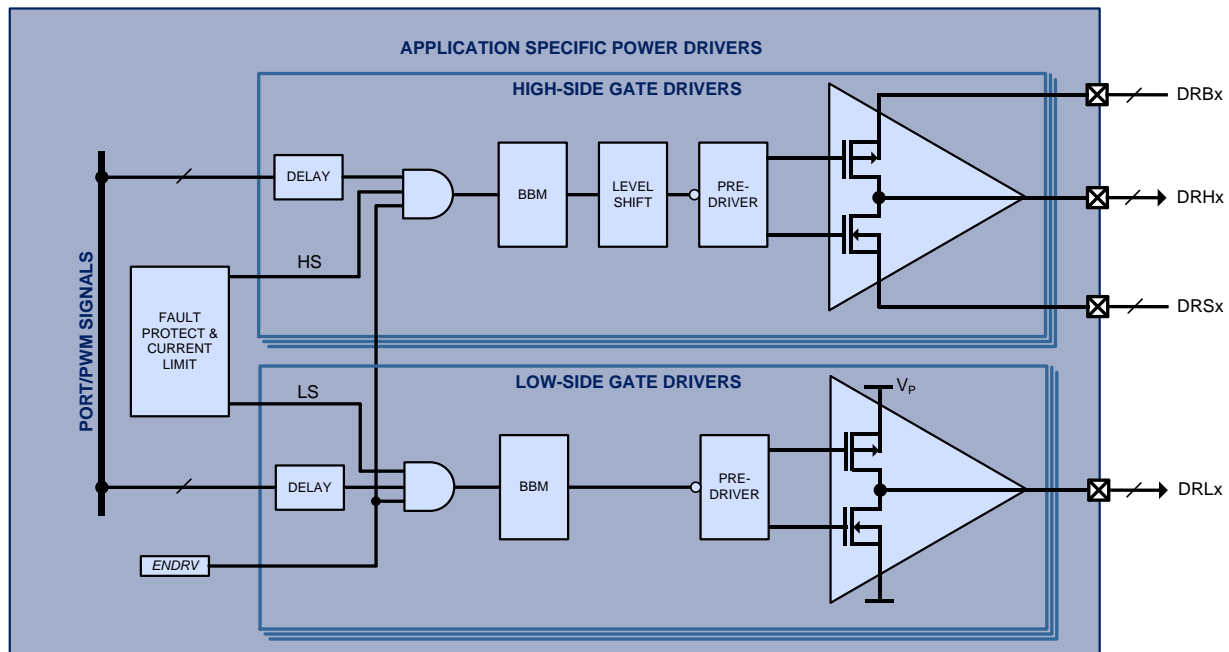 APPLICATION SPECIFIC POWER DRIVERS
HIGH-SIDE GATE DRIVERS
DRBx
DELAY
BBM
LEVEL
SHIFT
PRE-
DRIVER
DRHx
PORT/PWM SIGNALS
HS
FAULT
PROTECT &
CURRENT
LIMIT
DRSx
LOW-SIDE GATE DRIVERS
LS
VP
DELAY
BBM
PRE-
DRIVER
DRLx
ENDRV